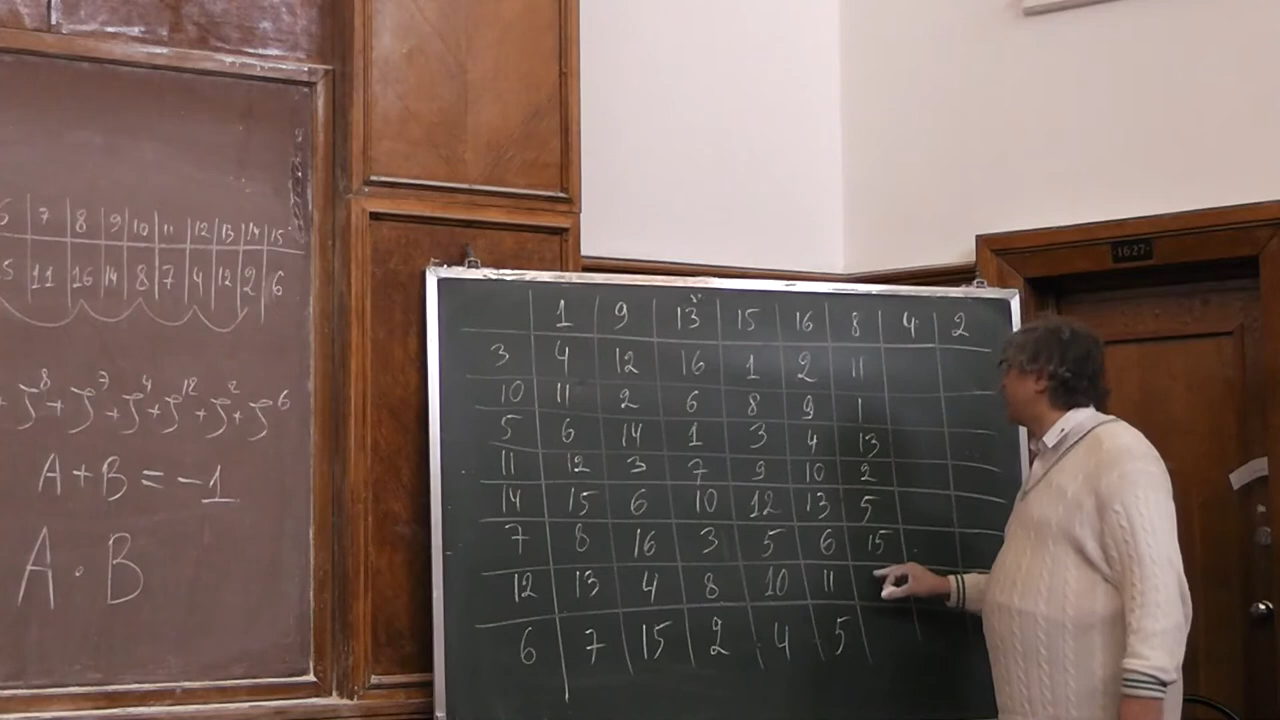 7 8 9 10 11 12 13 14 15
5 11 16 14 8 7 4 12 2 6
+ ζ⁸ + ζ⁷ + ζ⁴ + ζ¹² + ζ² + ζ⁶
A + B = -1
A · B
1627
1 9 13 15 16 8 4 2
3 4 12 16 1 2 11
10 11 2 6 8 9 1
5 6 14 1 3 4 13
11 12 3 7 9 10 2
14 15 6 10 12 13 5
7 8 16 3 5 6 15
12 13 4 8 10 11
6 7 15 2 4 5